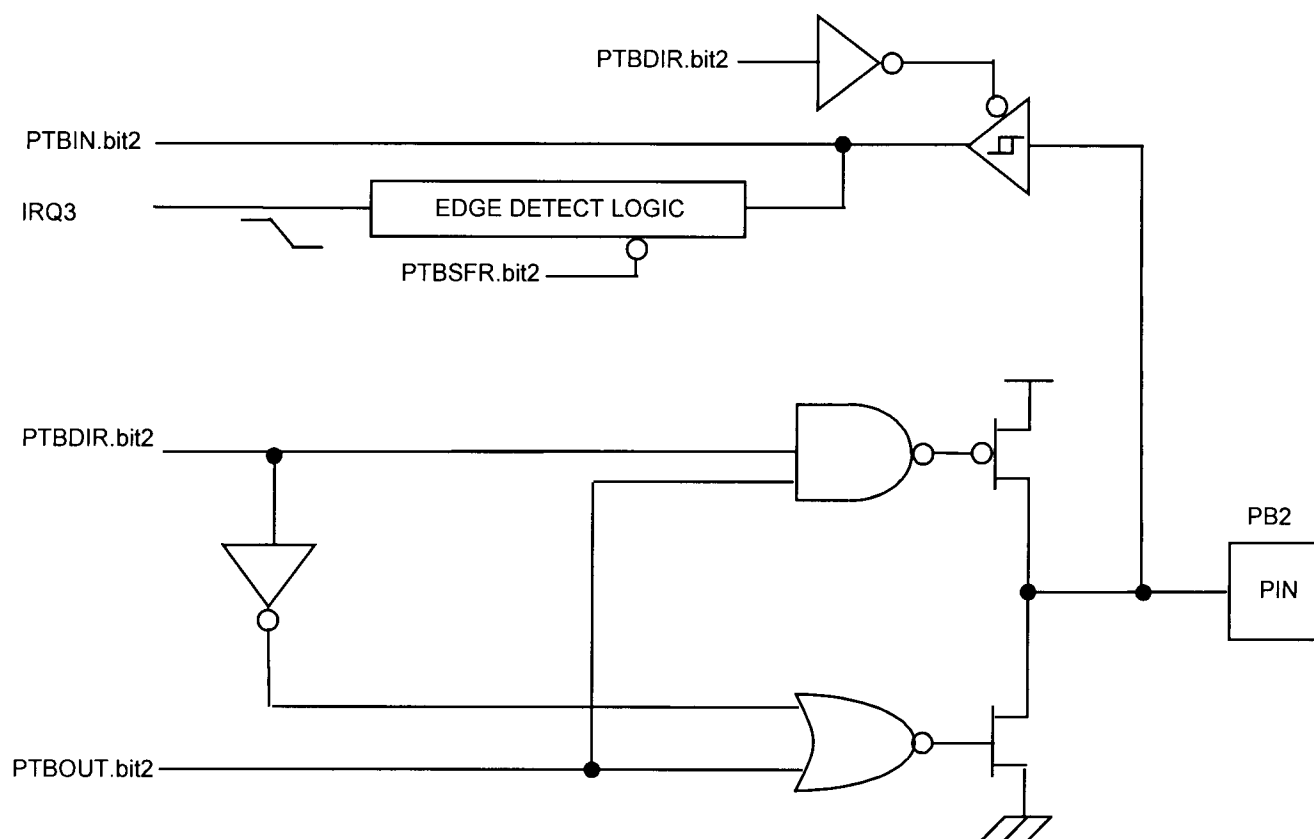 PTBDIR.bit2
PTBIN.bit2
IRQ3
EDGE DETECT LOGIC
PTBSFR.bit2
PTBDIR.bit2
PB2
PIN
PTBOUT.bit2